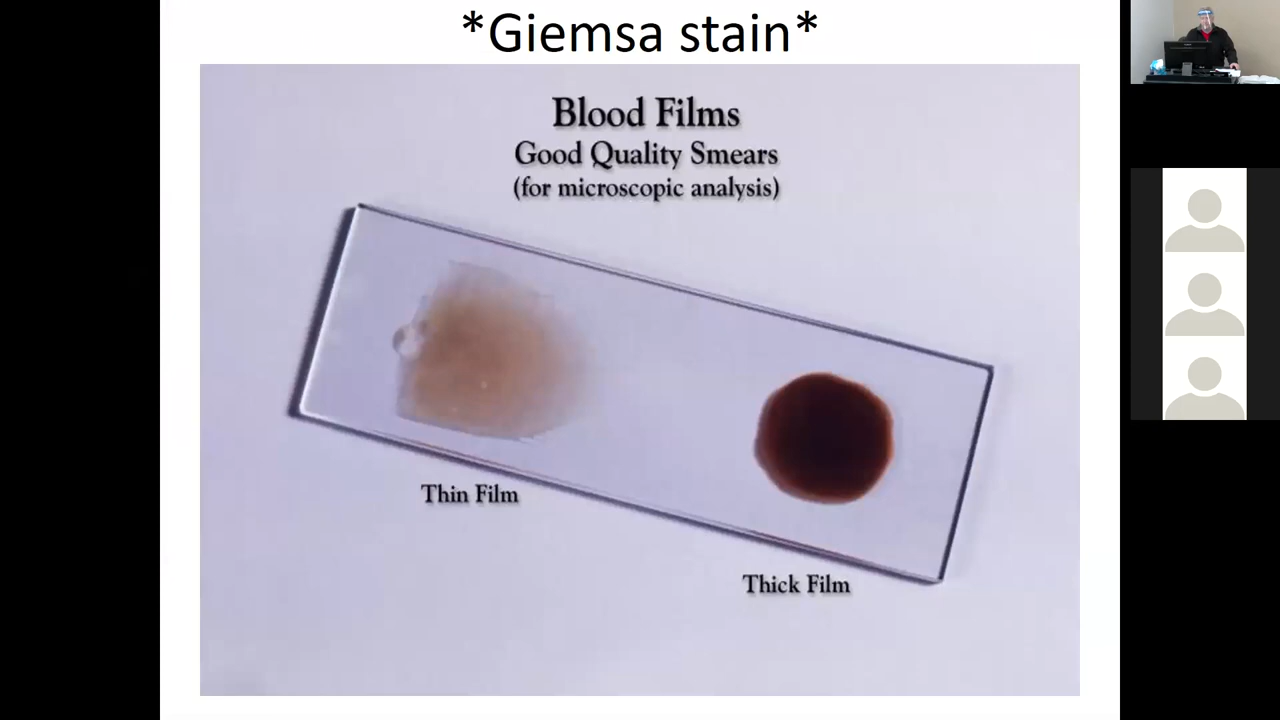 *Giemsa stain*
Blood Films
Good Quality Smears
(for microscopic analysis)
Thin Film
Thick Film